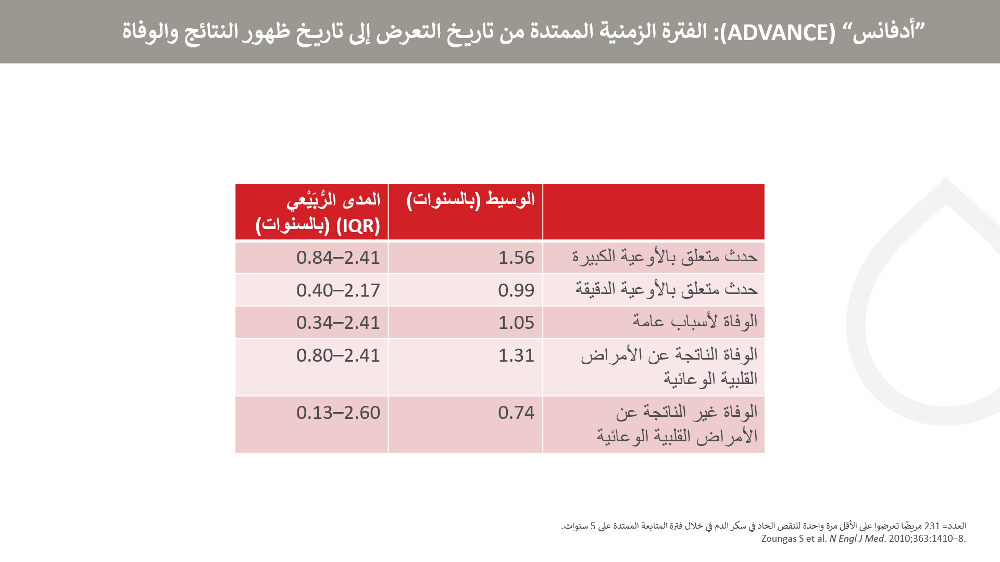 ”أدفانس“ (ADVANCE): الفترة الزمنية الممتدة من تاريخ التعرض إلى تاريخ ظهور النتائج والوفاة
الوسيط (بالسنوات)
المدى الرُّبَيْعي
(IQR) (بالسنوات)
حدث متعلق بالأوعية الكبيرة
1.56
0.84–2.41
حدث متعلق بالأوعية الدقيقة
0.99
0.40–2.17
الوفاة لأسباب عامة
1.05
0.34–2.41
الوفاة الناتجة عن الأمراض
القلبية الوعائية
1.31
0.80–2.41
الوفاة غير الناتجة عن
الأمراض القلبية الوعائية
0.74
0.13–2.60
العدد= 231 مريضًا تعرضوا على الأقل مرة واحدة للنقص الحاد في سكر الدم في خلال فترة المتابعة الممتدة على 5 سنوات.
Zoungas S et al. N Engl J Med. 2010;363:1410–8.